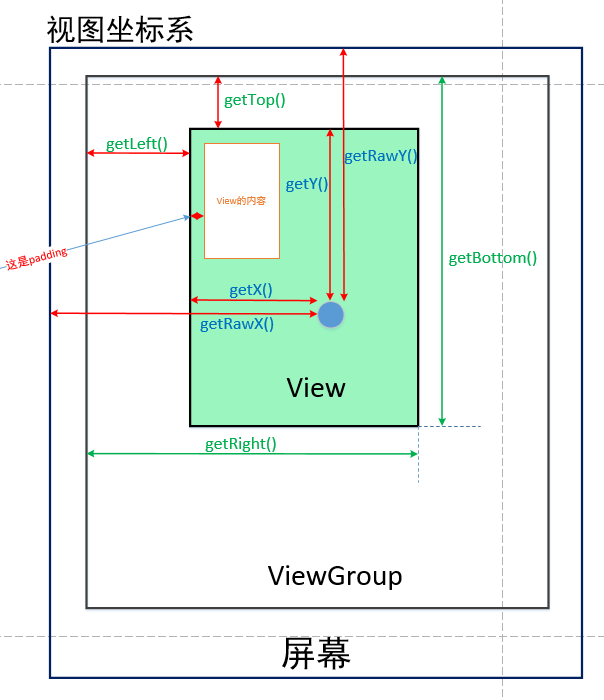 视图坐标系
getTop()
getLeft()
getRawY()
getY()
View的内容
这是padding
getBottom()
getX()
getRawX()
View
getRight()
ViewGroup
屏幕